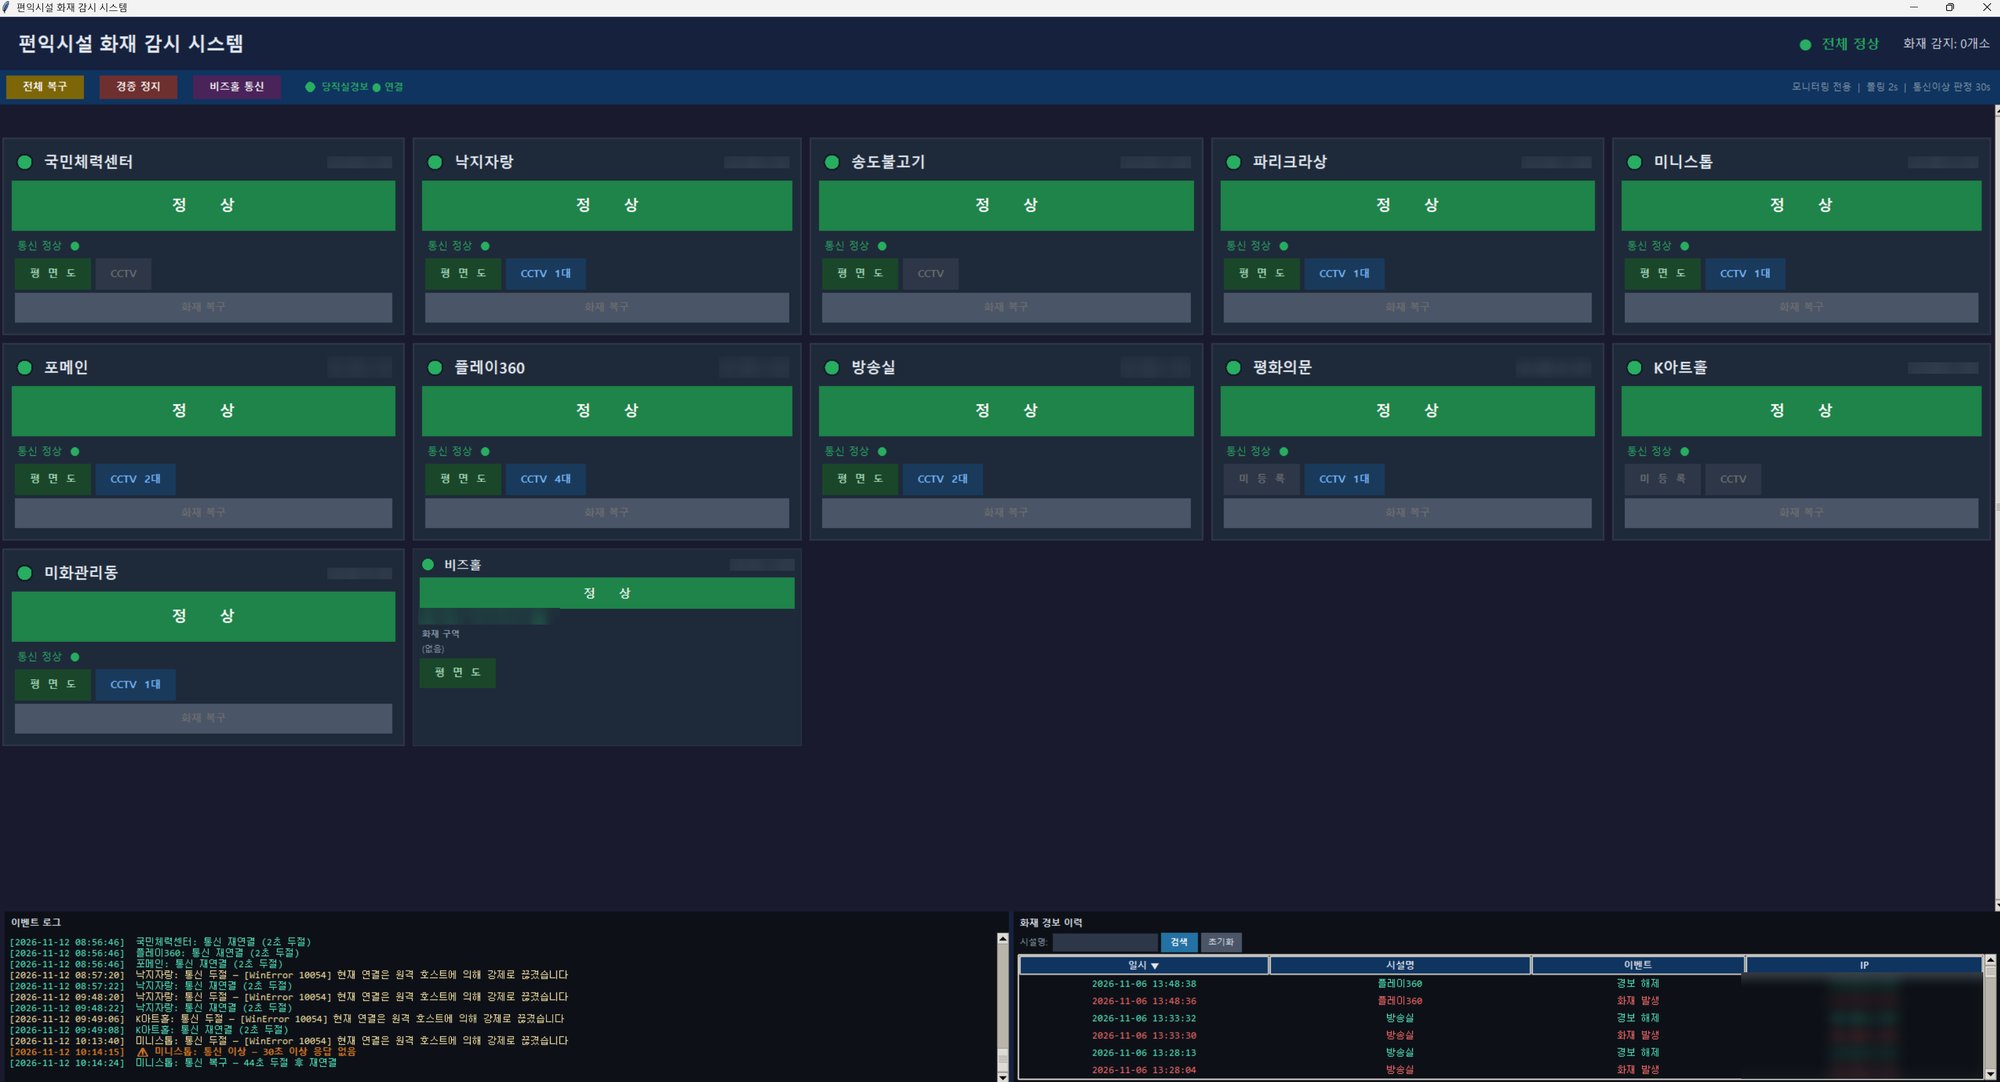 편익시설 화재 감시 시스템
편익시설 화재 감시 시스템
전체 정상 화재 감지: 0개소
전체 복구 경종 정지 비즈홀 통신 당직실경보 연결
모니터링 전용 | 폴링 2s | 통신이상 판정 30s
국민체력센터
정 상
통신 정상
평 면 도 CCTV
화재 복구
낙지자랑
정 상
통신 정상
평 면 도 CCTV 1대
화재 복구
송도불고기
정 상
통신 정상
평 면 도 CCTV
화재 복구
파리크라상
정 상
통신 정상
평 면 도 CCTV 1대
화재 복구
미니스톱
정 상
통신 정상
평 면 도 CCTV 1대
화재 복구
포메인
정 상
통신 정상
평 면 도 CCTV 2대
화재 복구
플레이360
정 상
통신 정상
평 면 도 CCTV 4대
화재 복구
방송실
정 상
통신 정상
평 면 도 CCTV 2대
화재 복구
평화의문
정 상
통신 정상
미 등 록 CCTV 1대
화재 복구
K아트홀
정 상
통신 정상
미 등 록 CCTV
화재 복구
미화관리동
정 상
통신 정상
평 면 도 CCTV 1대
화재 복구
비즈홀
정 상
화재 구역
(없음)
평 면 도
이벤트 로그
[2026-11-12 08:56:46] 국민체력센터: 통신 재연결 (2초 두절)
[2026-11-12 08:56:46] 플레이360: 통신 재연결 (2초 두절)
[2026-11-12 08:56:46] 포메인: 통신 재연결 (2초 두절)
[2026-11-12 08:57:20] 낙지자랑: 통신 두절 — [WinError 10054] 현재 연결은 원격 호스트에 의해 강제로 끊겼습니다
[2026-11-12 08:57:22] 낙지자랑: 통신 재연결 (2초 두절)
[2026-11-12 09:48:20] 낙지자랑: 통신 두절 — [WinError 10054] 현재 연결은 원격 호스트에 의해 강제로 끊겼습니다
[2026-11-12 09:48:22] 낙지자랑: 통신 재연결 (2초 두절)
[2026-11-12 09:49:06] K아트홀: 통신 두절 — [WinError 10054] 현재 연결은 원격 호스트에 의해 강제로 끊겼습니다
[2026-11-12 09:49:08] K아트홀: 통신 재연결 (2초 두절)
[2026-11-12 10:13:40] 미니스톱: 통신 두절 — [WinError 10054] 현재 연결은 원격 호스트에 의해 강제로 끊겼습니다
[2026-11-12 10:14:15] ⚠ 미니스톱: 통신 이상 — 30초 이상 응답 없음
[2026-11-12 10:14:24] 미니스톱: 통신 복구 — 44초 두절 후 재연결
화재 경보 이력
시설명: 검색 초기화
일시 ▼ 시설명 이벤트 IP
2026-11-06 13:48:38 플레이360 경보 해제
2026-11-06 13:48:36 플레이360 화재 발생
2026-11-06 13:33:32 방송실 경보 해제
2026-11-06 13:33:30 방송실 화재 발생
2026-11-06 13:28:13 방송실 경보 해제
2026-11-06 13:28:04 방송실 화재 발생